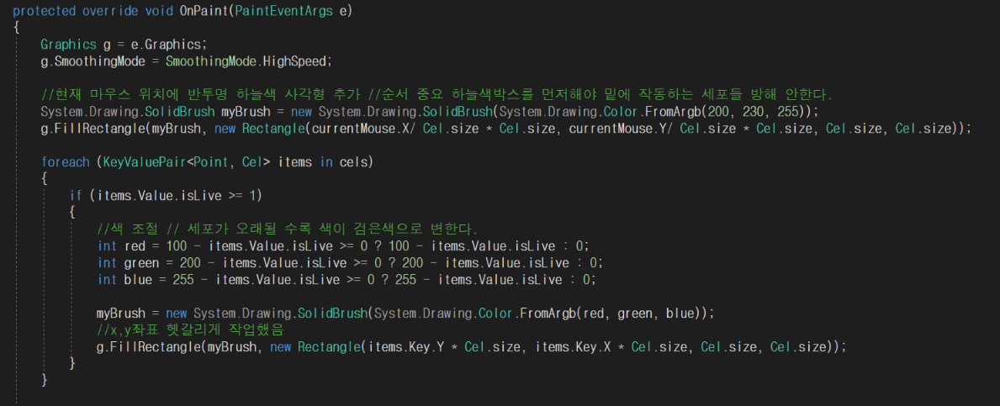 protected override void OnPaint(PaintEventArgs e)
{
Graphics g = e.Graphics;
g.SmoothingMode = SmoothingMode.HighSpeed;
//현재 마우스 위치에 반투명 하늘색 사각형 추가 //순서 중요 하늘색박스를 먼저해야 밑에 작동하는 세포들 방해 안한다.
System.Drawing.SolidBrush myBrush = new System.Drawing.SolidBrush(System.Drawing.Color.FromArgb(200, 230, 255));
g.FillRectangle(myBrush, new Rectangle(currentMouse.X/ Cel.size * Cel.size, currentMouse.Y/ Cel.size * Cel.size, Cel.size, Cel.size));
foreach (KeyValuePair<Point, Cel> items in cels)
{
if (items.Value.isLive >= 1)
{
//색 조절 // 세포가 오래될 수록 색이 검은색으로 변한다.
int red = 100 - items.Value.isLive >= 0 ? 100 - items.Value.isLive : 0;
int green = 200 - items.Value.isLive >= 0 ? 200 - items.Value.isLive : 0;
int blue = 255 - items.Value.isLive >= 0 ? 255 - items.Value.isLive : 0;
myBrush = new System.Drawing.SolidBrush(System.Drawing.Color.FromArgb(red, green, blue));
//x,y좌표 헷갈리게 작업했음
g.FillRectangle(myBrush, new Rectangle(items.Key.Y * Cel.size, items.Key.X * Cel.size, Cel.size, Cel.size));
}
}